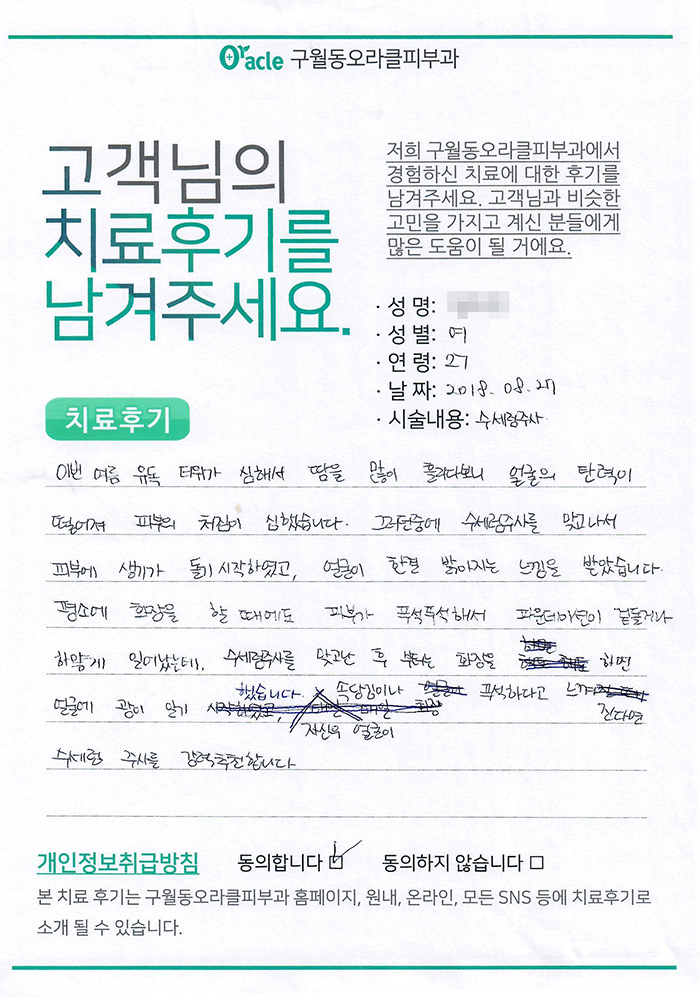 Oracle 구월동오라클피부과
고객님의
치료후기를
남겨주세요.
저희 구월동오라클피부과에서
경험하신 치료에 대한 후기를
남겨주세요. 고객님과 비슷한
고민을 가지고 계신 분들에게
많은 도움이 될 거에요.
· 성 명:
· 성 별: 여
· 연 령: 27
· 날 짜: 2018. 08. 27
· 시술내용: 수세럼주사
치료후기
이번 여름 유독 더위가 심해서 땀을 많이 흘리다보니 얼굴의 탄력이
떨어져 피부의 처짐이 심했습니다. 그러던중에 수세럼주사를 맞고나서
피부에 생기가 돌기 시작하였고, 얼굴이 한결 밝아지는 느낌을 받았습니다.
평소에 화장을 할 때에도 피부가 푸석푸석해서 파운데이션이 겉돌거나
하얗게 일어났는데, 수세럼주사를 맞고난 후 부터는 화장을 하면
얼굴에 광이 일기 했습니다. 자신의 얼굴이 속당김이나 푸석하다고 느껴진다면
수세럼 주사를 강력추천합니다
개인정보취급방침 동의합니다 동의하지 않습니다
본 치료 후기는 구월동오라클피부과 홈페이지, 원내, 온라인, 모든 SNS 등에 치료후기로
소개 될 수 있습니다.